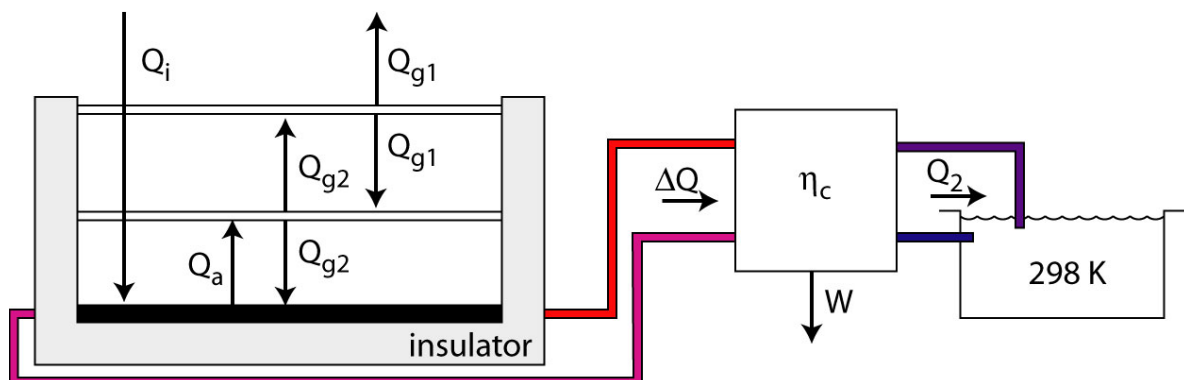 Qi
Qg1
Qg1
Qg2
Qa
Qg2
insulator
ΔQ
ηc
W
Q2
298 K